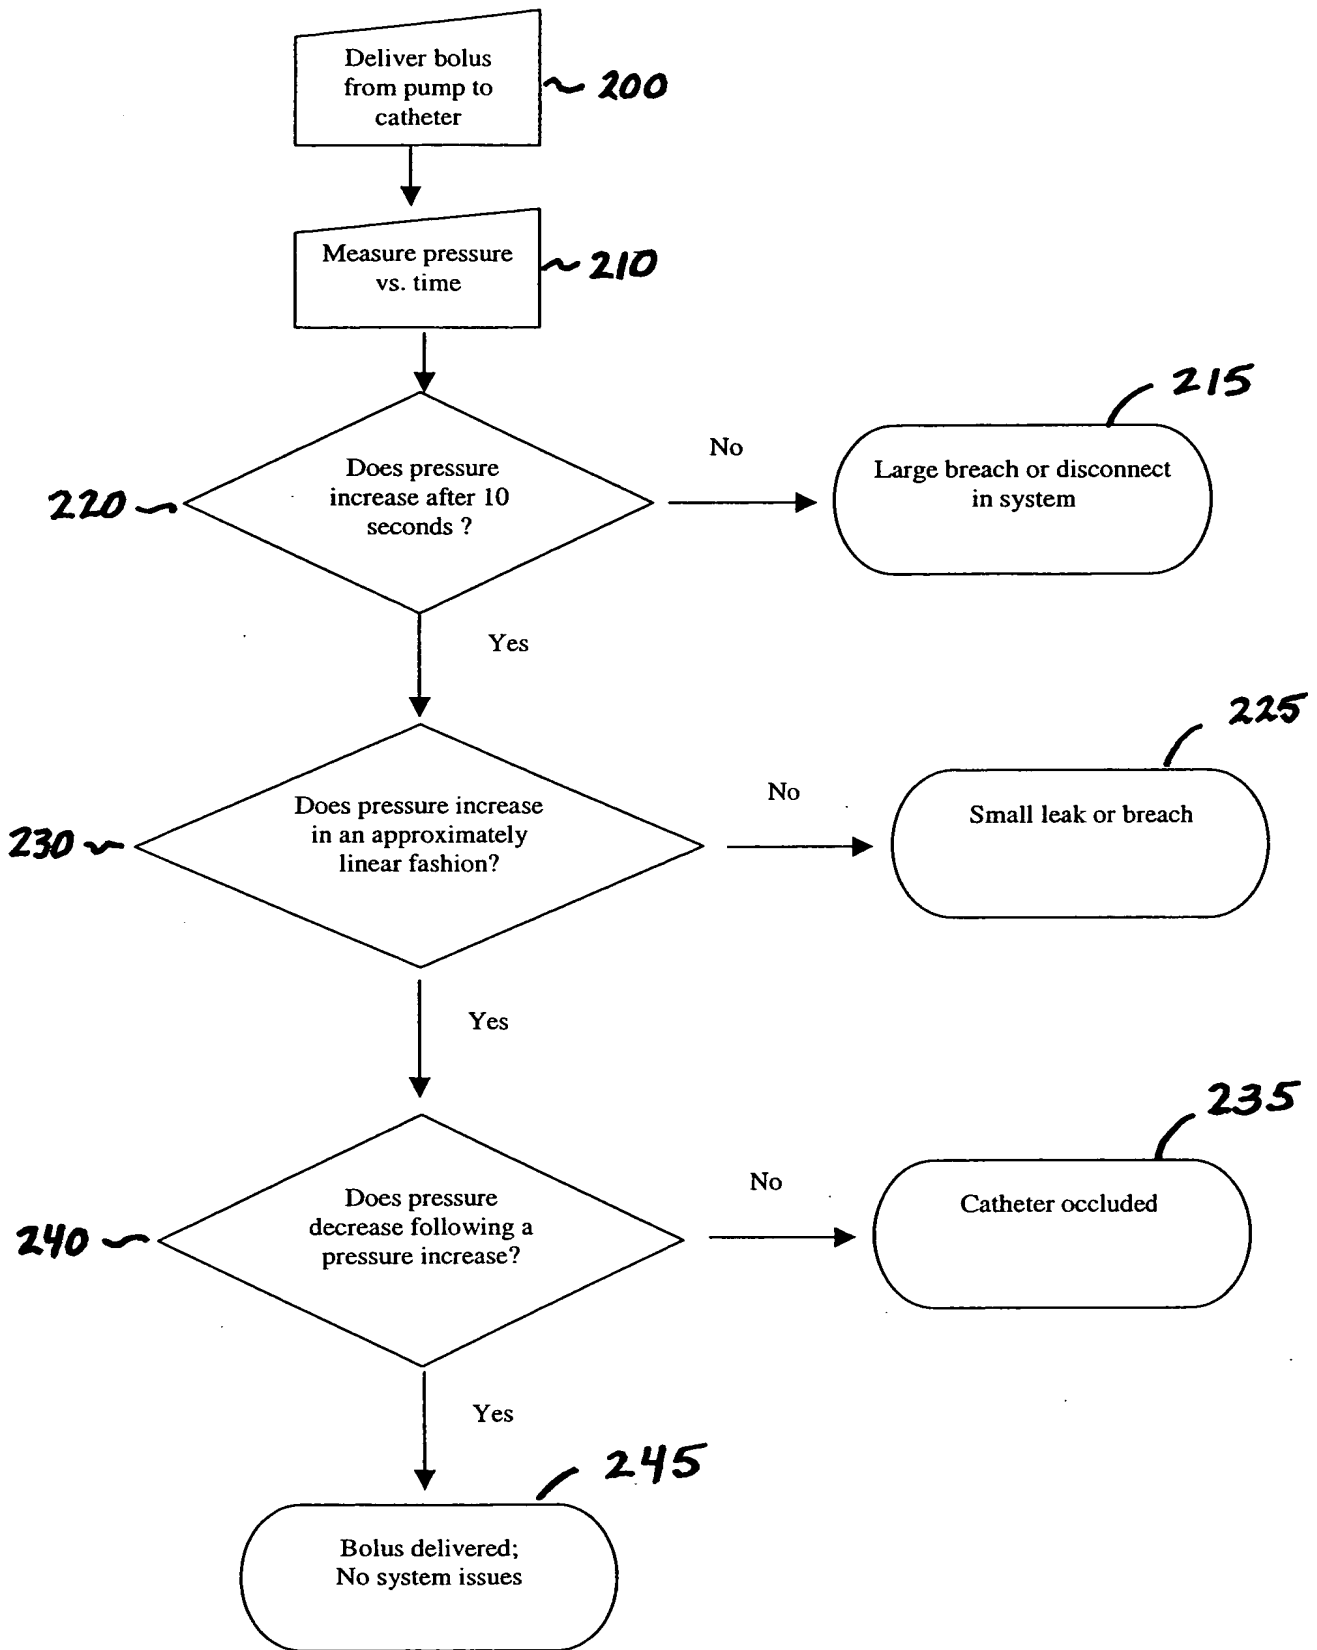 Deliver bolus
from pump to
catheter
200
Measure pressure
vs. time
210
215
Does pressure
increase after 10
seconds ?
220
No
Large breach or disconnect
in system
Yes
225
Does pressure increase
in an approximately
linear fashion?
230
No
Small leak or breach
Yes
235
Does pressure
decrease following a
pressure increase?
240
No
Catheter occluded
Yes
245
Bolus delivered;
No system issues